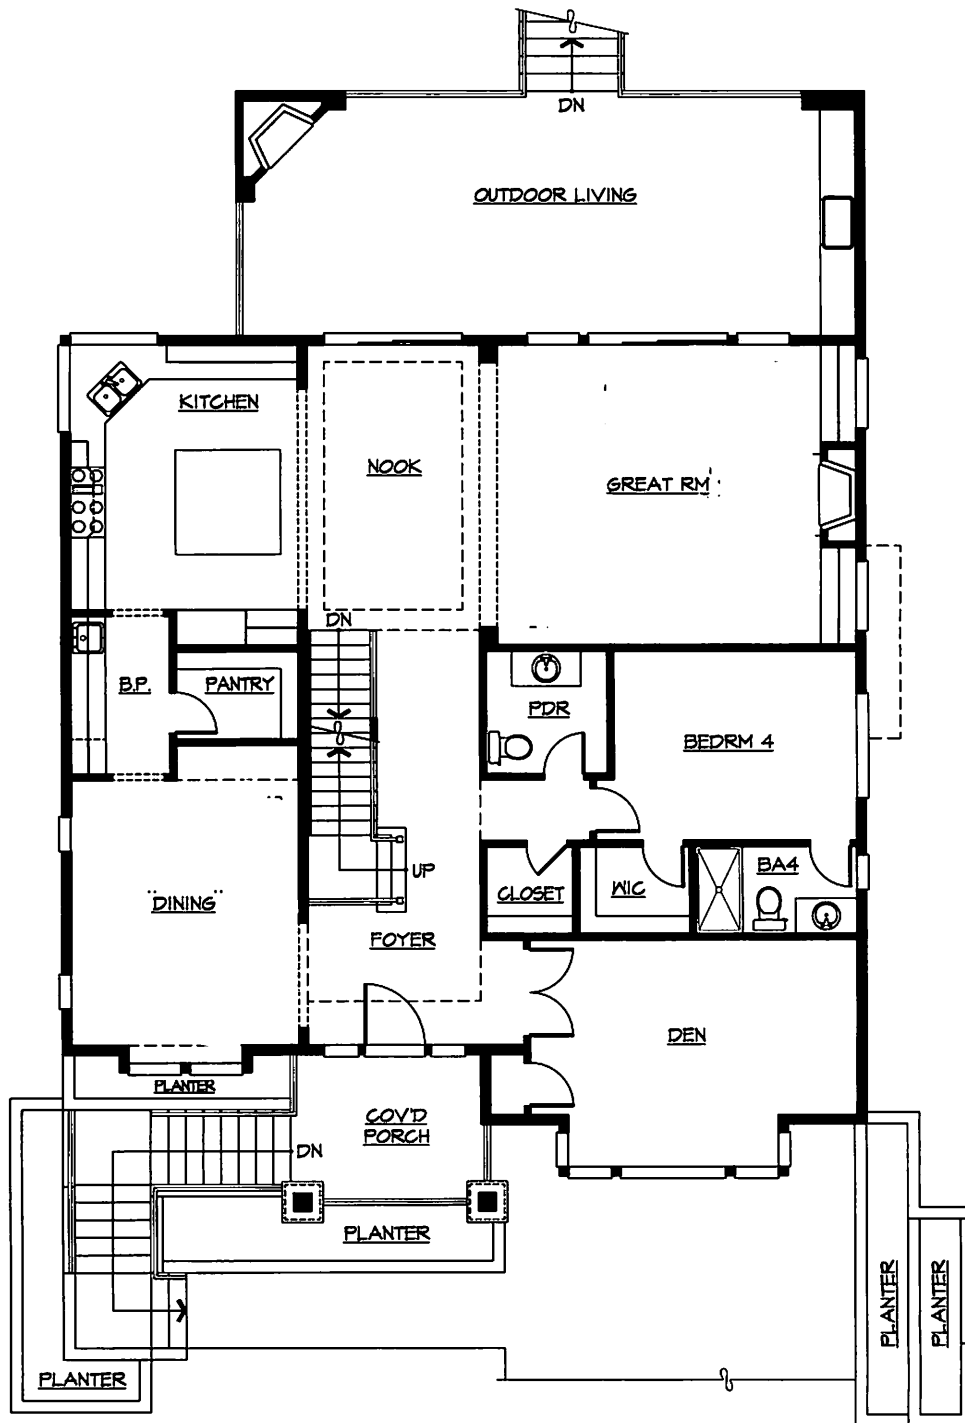 DN
OUTDOOR LIVING
KITCHEN
NOOK
GREAT RM
DN
B.P.
PANTRY
PDR
BEDRM 4
UP
DINING
CLOSET
WIC
BA4
FOYER
DEN
PLANTER
COV'D
PORCH
DN
PLANTER
PLANTER
PLANTER
PLANTER